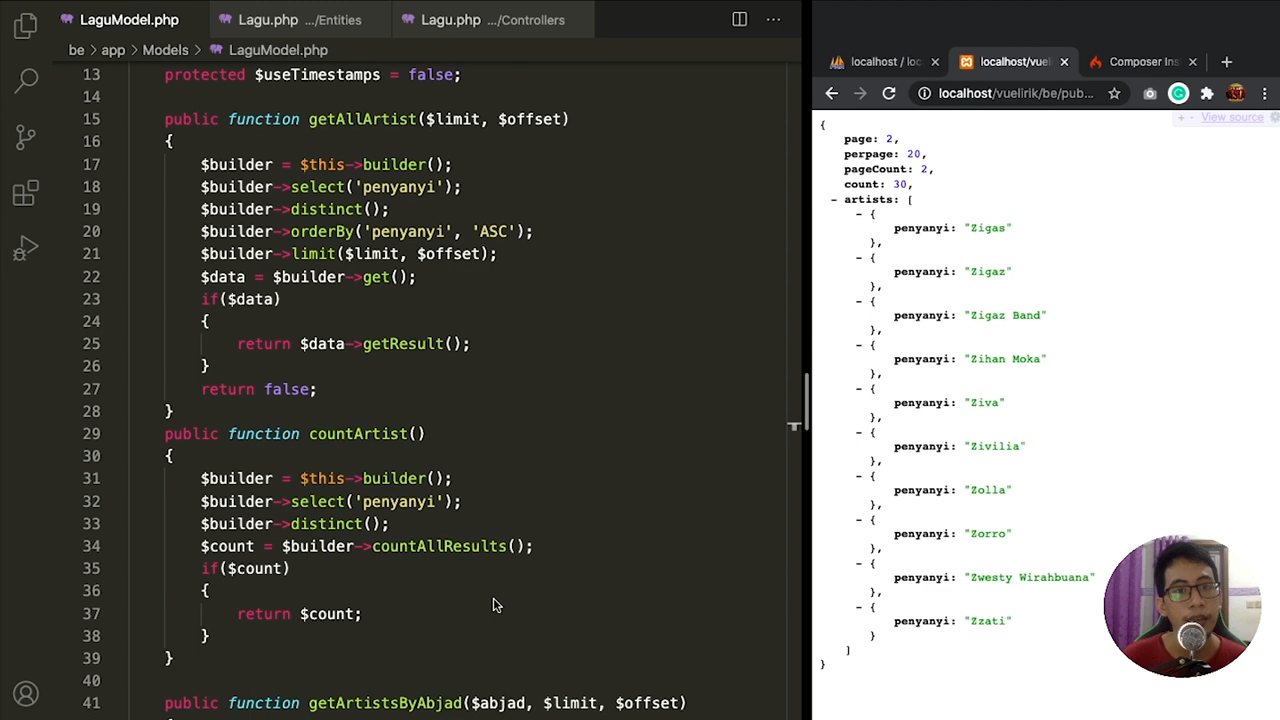 LaguModel.php
Lagu.php .../Entities
Lagu.php .../Controllers
be > app > Models > LaguModel.php
13 protected $useTimestamps = false;
14
15 public function getAllArtist($limit, $offset)
16 {
17 $builder = $this->builder();
18 $builder->select('penyanyi');
19 $builder->distinct();
20 $builder->orderBy('penyanyi', 'ASC');
21 $builder->limit($limit, $offset);
22 $data = $builder->get();
23 if($data)
24 {
25 return $data->getResult();
26 }
27 return false;
28 }
29 public function countArtist()
30 {
31 $builder = $this->builder();
32 $builder->select('penyanyi');
33 $builder->distinct();
34 $count = $builder->countAllResults();
35 if($count)
36 {
37 return $count;
38 }
39 }
40
41 public function getArtistsByAbjad($abjad, $limit, $offset)
localhost / loc
localhost/vueli
Composer Ins
localhost/vuelirik/be/pub...
+ - View source
{
page: 2,
perpage: 20,
pageCount: 2,
count: 30,
- artists: [
- {
penyanyi: "Zigas"
},
- {
penyanyi: "Zigaz"
},
- {
penyanyi: "Zigaz Band"
},
- {
penyanyi: "Zihan Moka"
},
- {
penyanyi: "Ziva"
},
- {
penyanyi: "Zivilia"
},
- {
penyanyi: "Zolla"
},
- {
penyanyi: "Zorro"
},
- {
penyanyi: "Zwesty Wirahbuana"
},
- {
penyanyi: "Zzati"
}
]
}